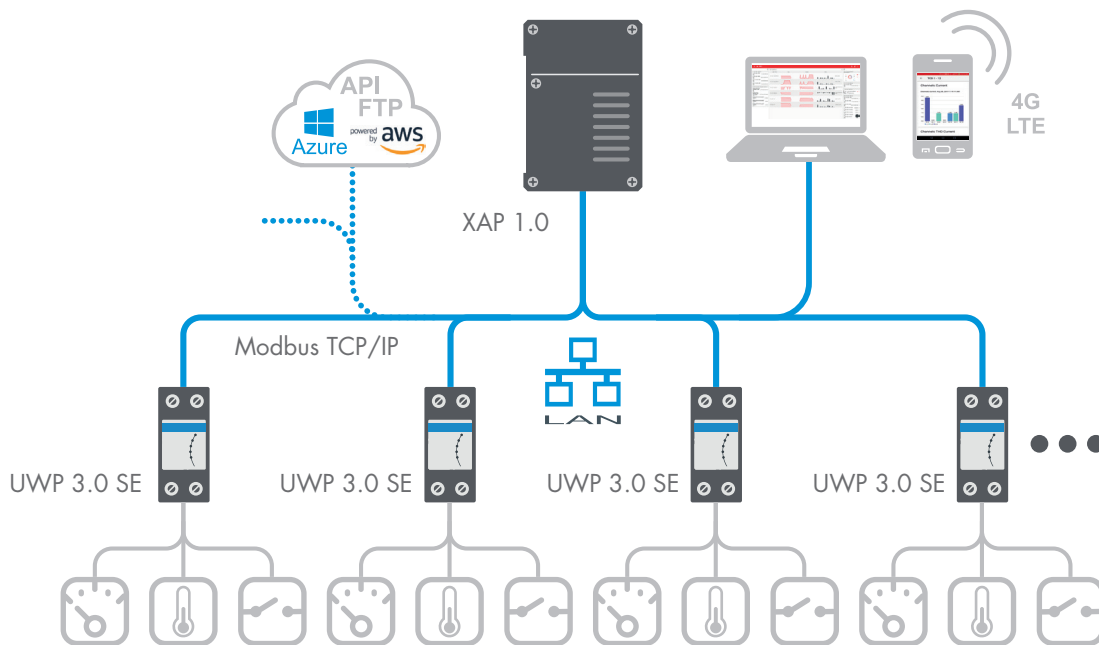 API
FTP
Azure
powered by
aws
4G
LTE
XAP 1.0
Modbus TCP/IP
LAN
UWP 3.0 SE
UWP 3.0 SE
UWP 3.0 SE
UWP 3.0 SE